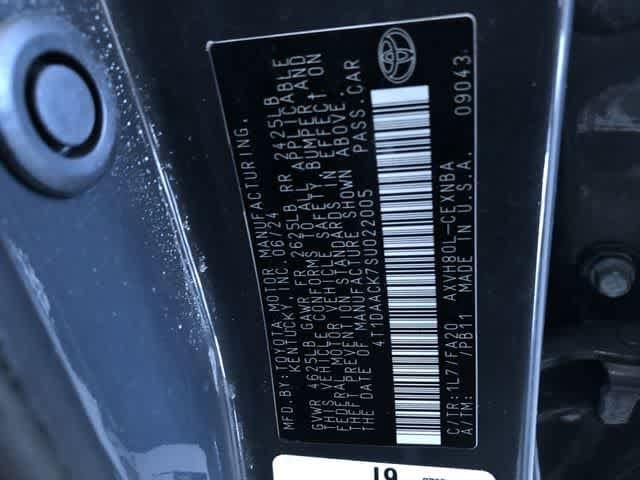 MFD.BY:TOYOTA MOTOR MANUFACTURING,
KENTUCKY, INC. 06/24
GVWR 4625LB GAWR FR 2625LB RR 2425LB
THIS VEHICLE CONFORMS TO ALL APPLICABLE
FEDERAL MOTOR VEHICLE SAFETY, BUMPER AND
THEFT PREVENTION STANDARDS IN EFFECT ON
THE DATE OF MANUFACTURE SHOWN ABOVE.
4T1DAACK7SU022005 PASS.CAR
C/TR:1L7/FA20 AXVH80L-CEXNBA
A/TM: /PB11 MADE IN U.S.A. 09043
19